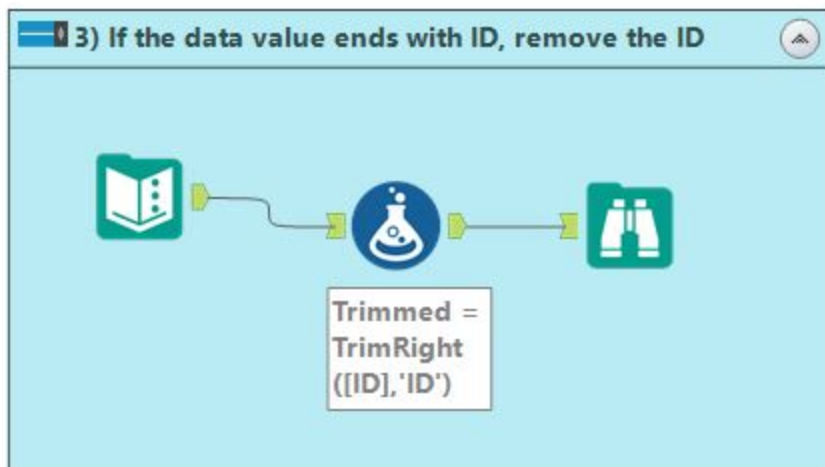 3) If the data value ends with ID, remove the ID
Trimmed =
TrimRight
([ID],'ID')